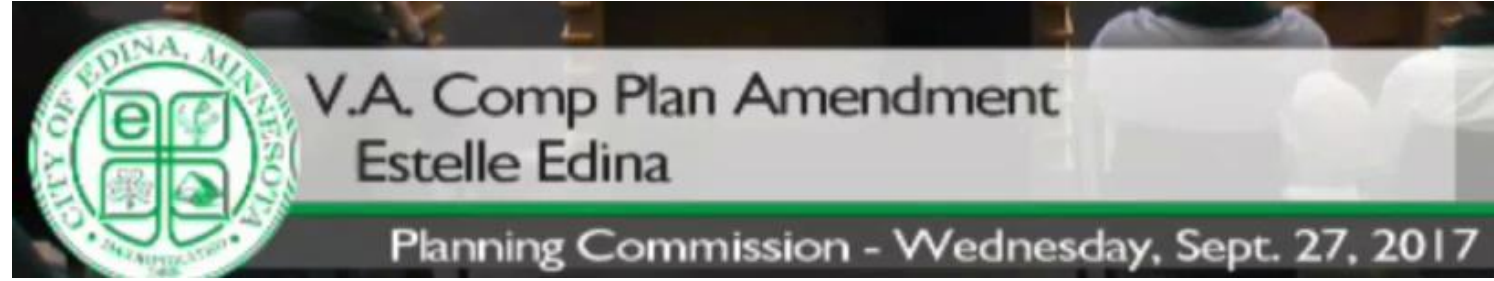 CITY OF EDINA, MINNESOTA
e
V.A. Comp Plan Amendment
Estelle Edina
Planning Commission - Wednesday, Sept. 27, 2017